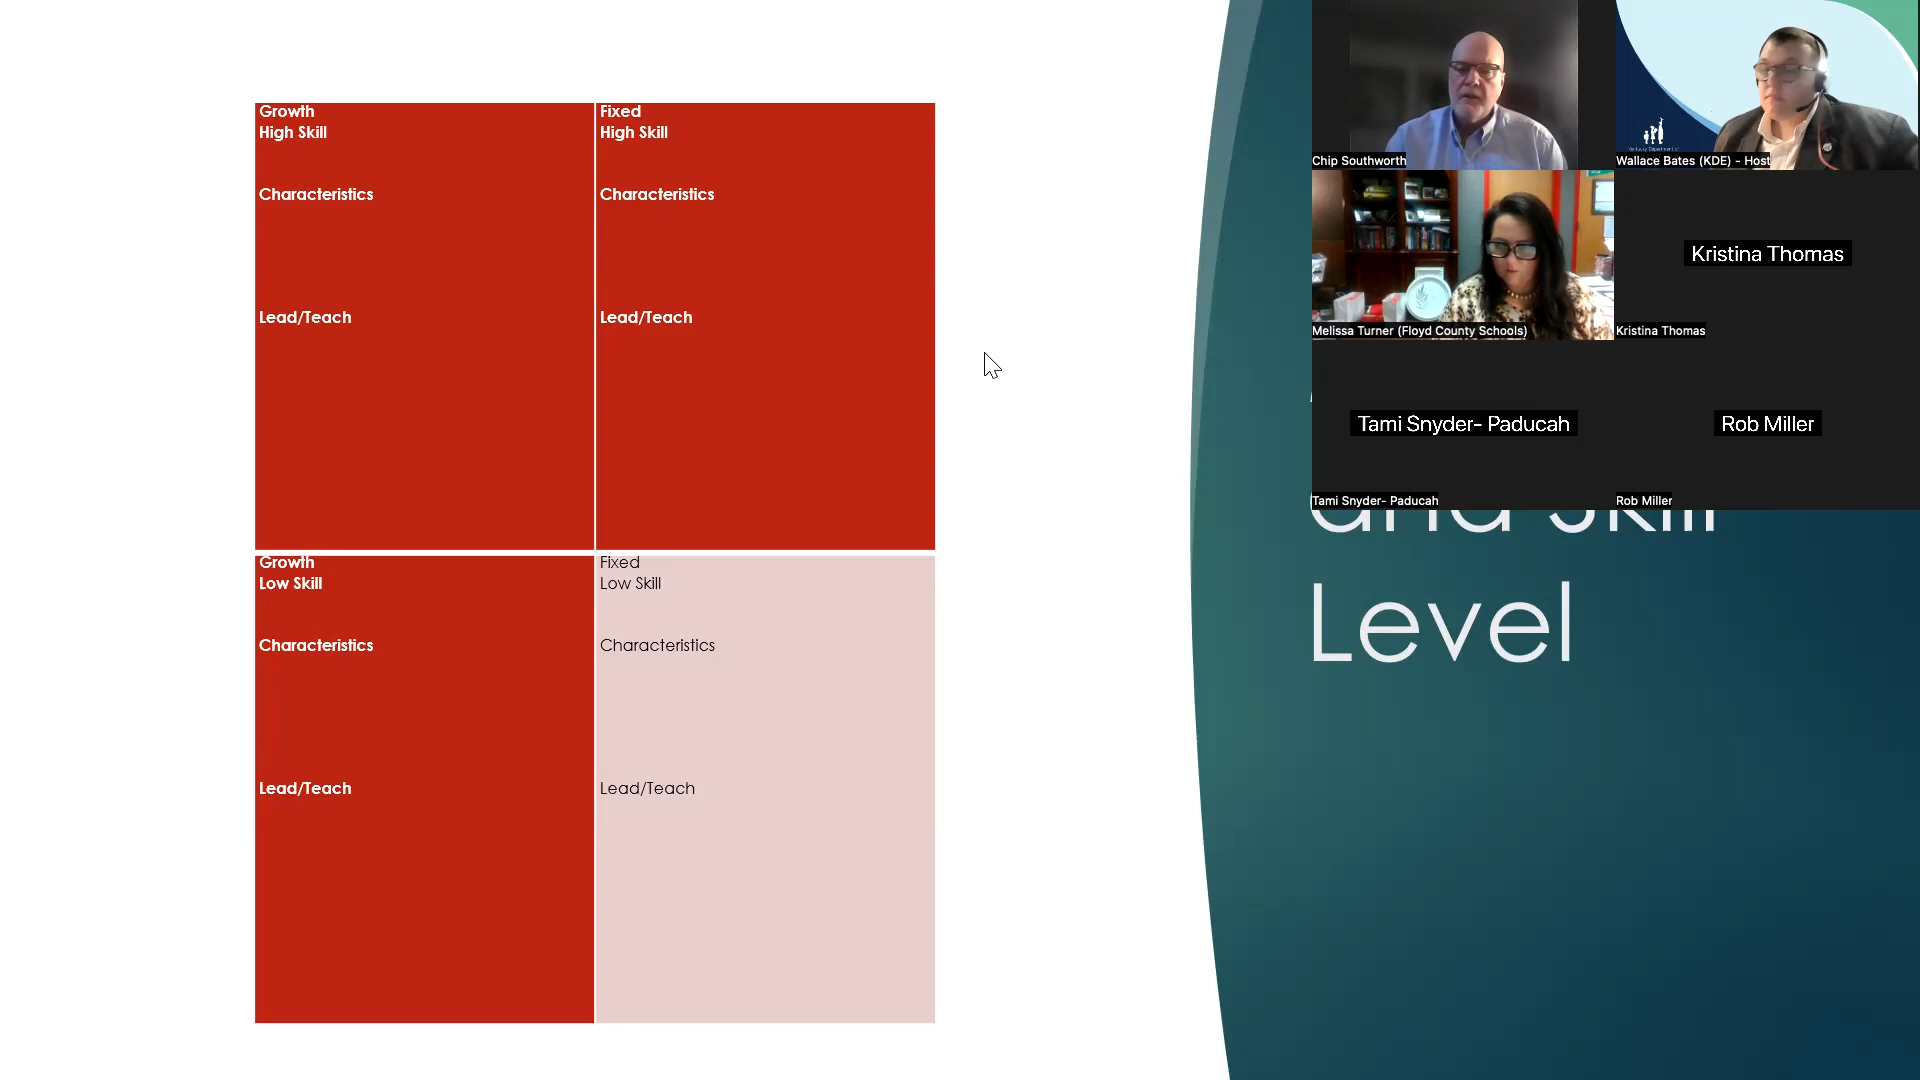 Growth
High Skill
Characteristics
Lead/Teach
Fixed
High Skill
Characteristics
Lead/Teach
Growth
Low Skill
Characteristics
Lead/Teach
Fixed
Low Skill
Characteristics
Lead/Teach
and Skill
Level
Chip Southworth
Wallace Bates (KDE) - Host
Melissa Turner (Floyd County Schools)
Kristina Thomas
Kristina Thomas
Tami Snyder- Paducah
Tami Snyder- Paducah
Rob Miller
Rob Miller